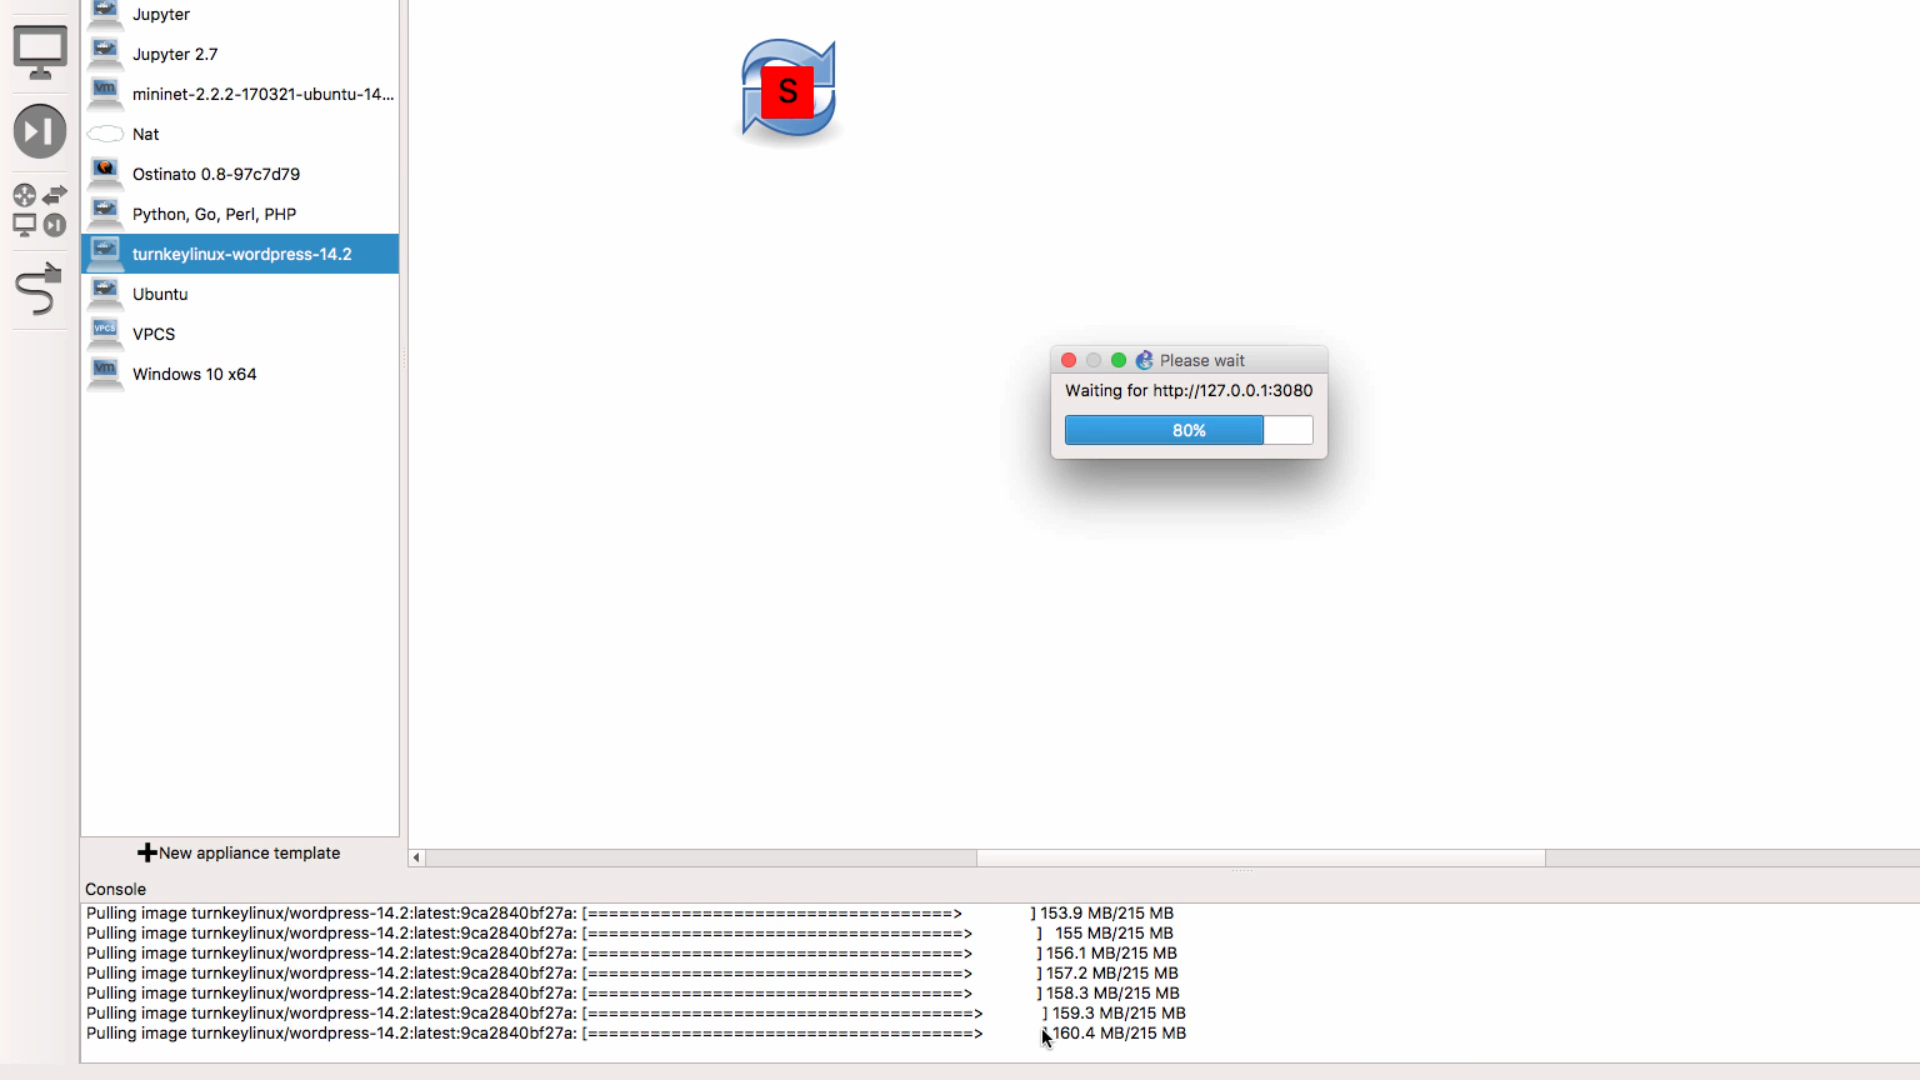 Jupyter
Jupyter 2.7
vm
mininet-2.2.2-170321-ubuntu-14...
Nat
Ostinato 0.8-97c7d79
Python, Go, Perl, PHP
turnkeylinux-wordpress-14.2
Ubuntu
VPCS
VPCS
vm
Windows 10 x64
S
Please wait
Waiting for http://127.0.0.1:3080
80%
New appliance template
Console
Pulling image turnkeylinux/wordpress-14.2:latest:9ca2840bf27a: [===================================> ] 153.9 MB/215 MB
Pulling image turnkeylinux/wordpress-14.2:latest:9ca2840bf27a: [====================================> ] 155 MB/215 MB
Pulling image turnkeylinux/wordpress-14.2:latest:9ca2840bf27a: [====================================> ] 156.1 MB/215 MB
Pulling image turnkeylinux/wordpress-14.2:latest:9ca2840bf27a: [====================================> ] 157.2 MB/215 MB
Pulling image turnkeylinux/wordpress-14.2:latest:9ca2840bf27a: [====================================> ] 158.3 MB/215 MB
Pulling image turnkeylinux/wordpress-14.2:latest:9ca2840bf27a: [=====================================> ] 159.3 MB/215 MB
Pulling image turnkeylinux/wordpress-14.2:latest:9ca2840bf27a: [=====================================> ] 160.4 MB/215 MB